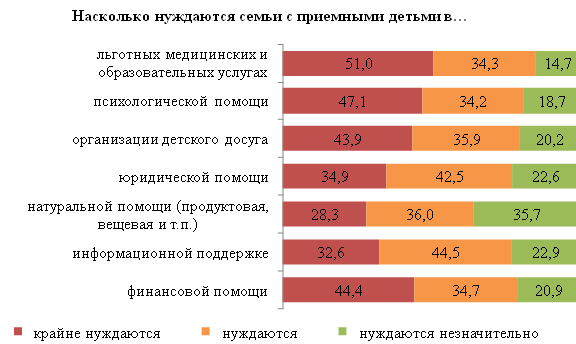 Насколько нуждаются семьи с приемными детьми в…
льготных медицинских и
образовательных услугах
51,0 34,3 14,7
психологической помощи
47,1 34,2 18,7
организации детского досуга
43,9 35,9 20,2
юридической помощи
34,9 42,5 22,6
натуральной помощи (продуктовая,
вещевая и т.п.)
28,3 36,0 35,7
информационной поддержке
32,6 44,5 22,9
финансовой помощи
44,4 34,7 20,9
крайне нуждаются нуждаются нуждаются незначительно